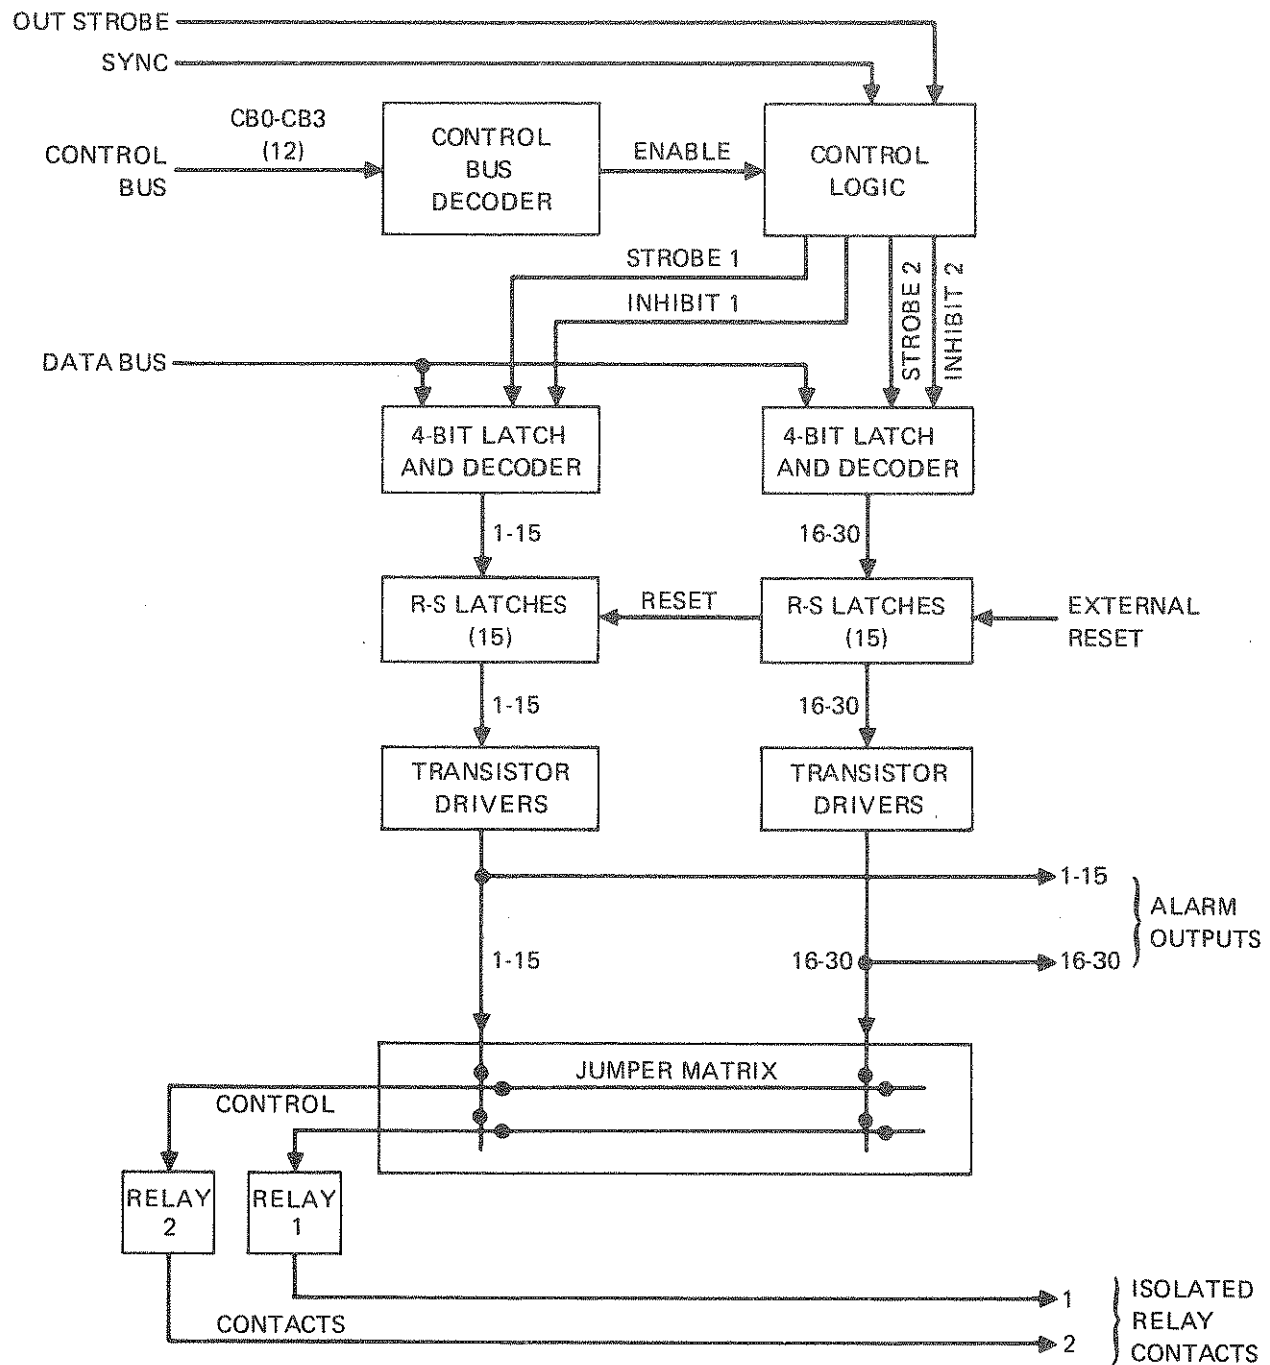 OUT STROBE
SYNC
CB0-CB3
(12)
CONTROL
BUS
CONTROL
BUS
DECODER
ENABLE
CONTROL
LOGIC
STROBE 1
INHIBIT 1
STROBE 2
INHIBIT 2
DATA BUS
4-BIT LATCH
AND DECODER
4-BIT LATCH
AND DECODER
1-15
16-30
R-S LATCHES
(15)
RESET
R-S LATCHES
(15)
EXTERNAL
RESET
1-15
16-30
TRANSISTOR
DRIVERS
TRANSISTOR
DRIVERS
1-15
ALARM
OUTPUTS
1-15
16-30
16-30
JUMPER MATRIX
CONTROL
RELAY
2
RELAY
1
1
ISOLATED
RELAY
CONTACTS
CONTACTS
2